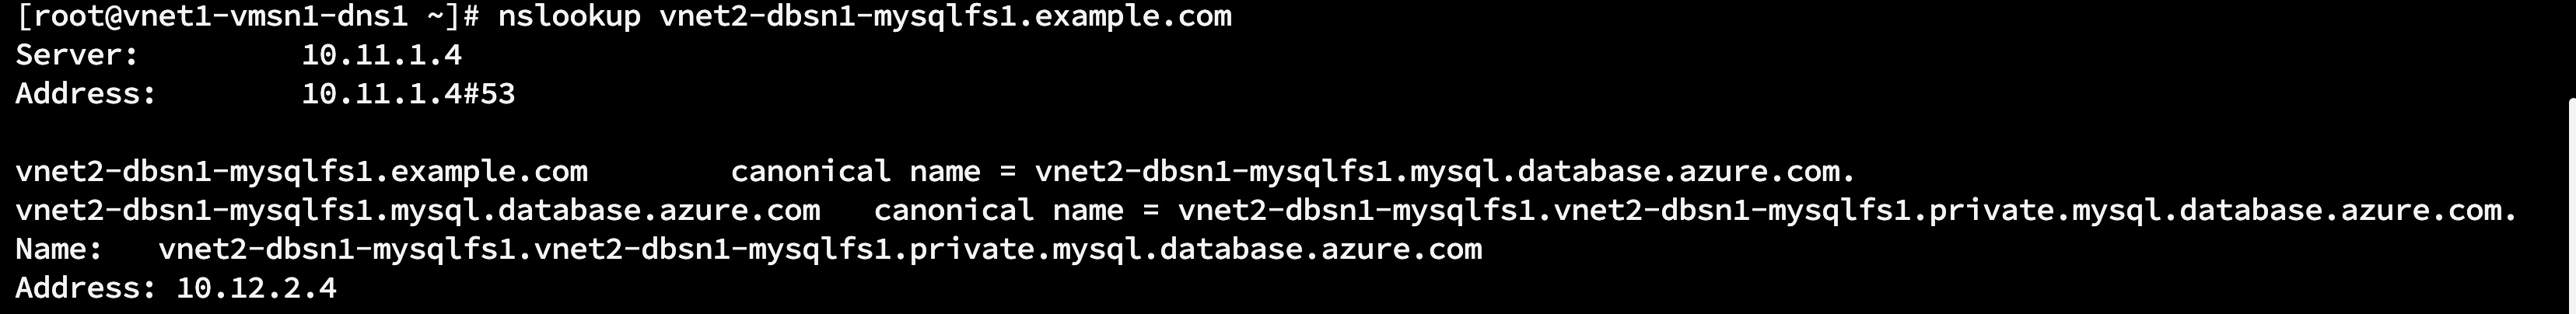 [root@vnet1-vmsn1-dns1 ~]# nslookup vnet2-dbsn1-mysqlfs1.example.com
Server:         10.11.1.4
Address:        10.11.1.4#53
vnet2-dbsn1-mysqlfs1.example.com        canonical name = vnet2-dbsn1-mysqlfs1.mysql.database.azure.com.
vnet2-dbsn1-mysqlfs1.mysql.database.azure.com   canonical name = vnet2-dbsn1-mysqlfs1.vnet2-dbsn1-mysqlfs1.private.mysql.database.azure.com.
Name:   vnet2-dbsn1-mysqlfs1.vnet2-dbsn1-mysqlfs1.private.mysql.database.azure.com
Address: 10.12.2.4